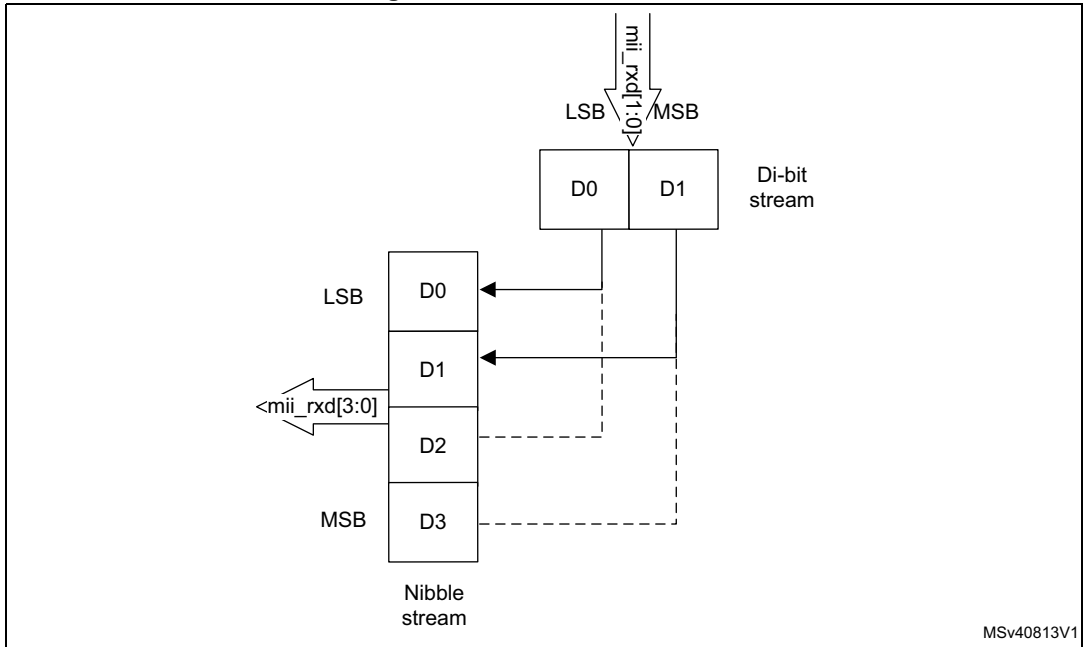 mii_rxd[1:0]>
LSB
MSB
D0
D1
Di-bit
stream
D0
LSB
D1
<mii_rxd[3:0]
D2
MSB
D3
Nibble
stream
MSv40813V1